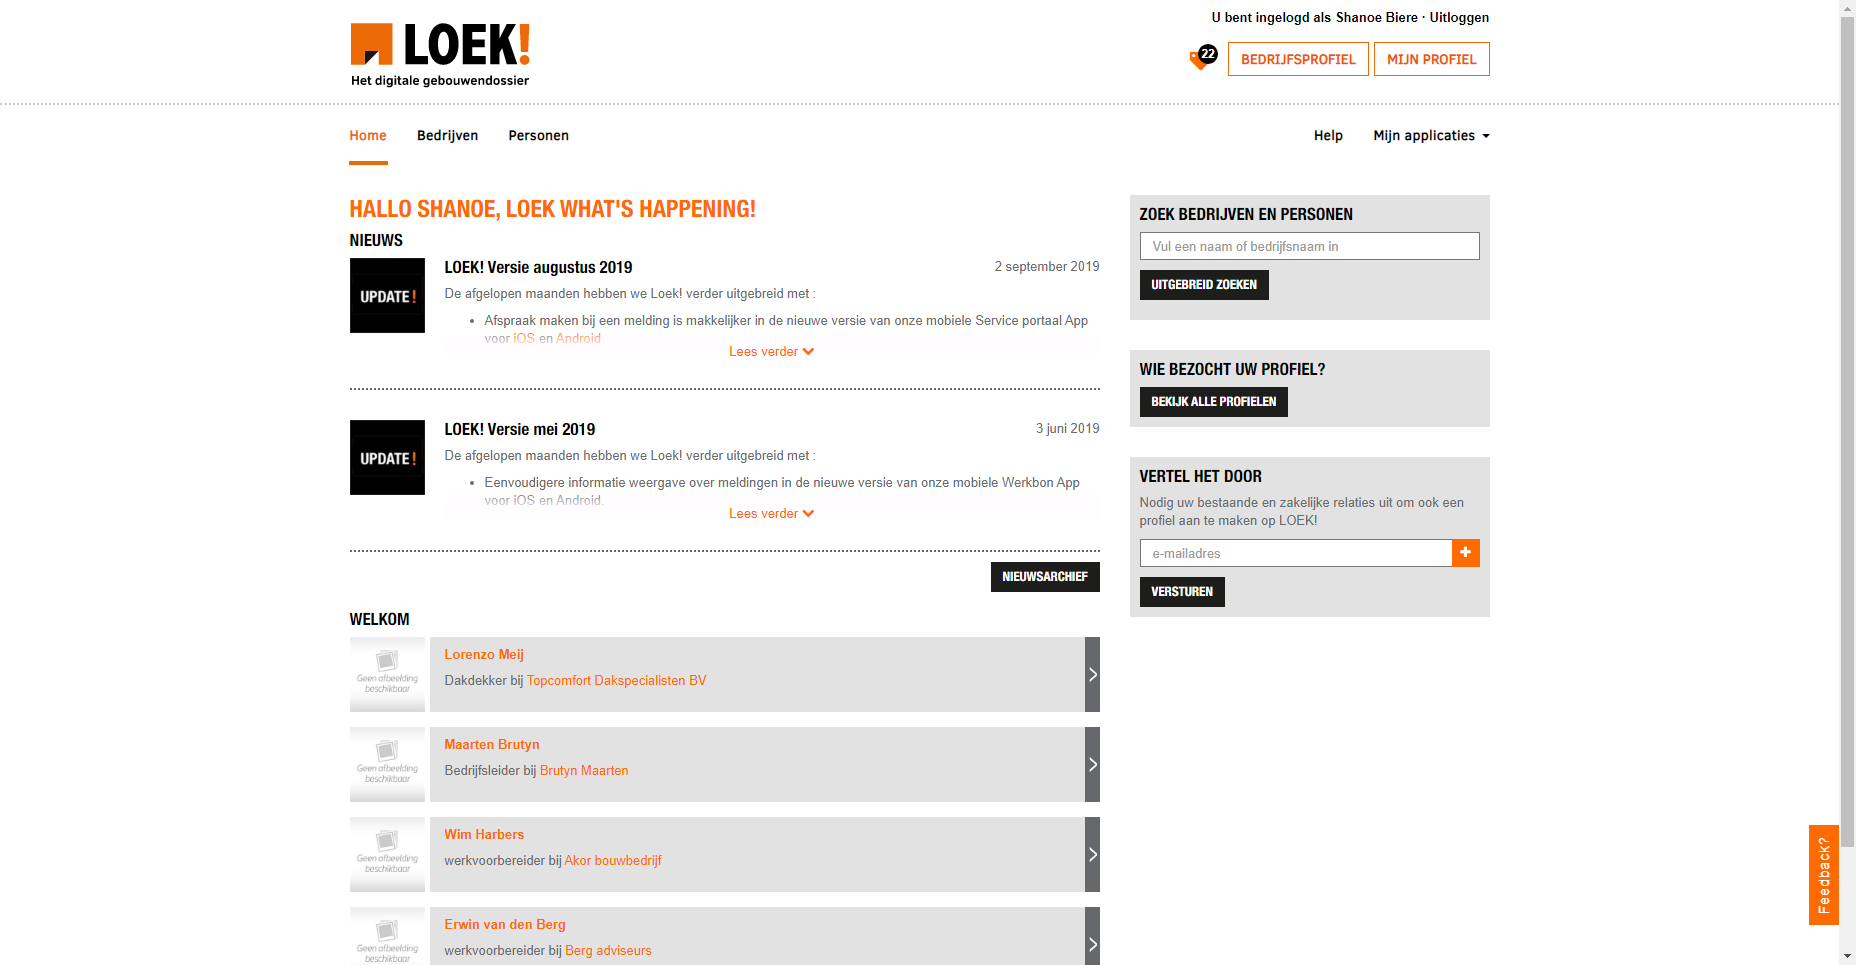 U bent ingelogd als Shanoe Biere · Uitloggen
LOEK!
Het digitale gebouwendossier
22
BEDRIJFSPROFIEL
MIJN PROFIEL
Home
Bedrijven
Personen
Help
Mijn applicaties
HALLO SHANOE, LOEK WHAT'S HAPPENING!
NIEUWS
UPDATE!
LOEK! Versie augustus 2019
2 september 2019
De afgelopen maanden hebben we Loek! verder uitgebreid met :
• Afspraak maken bij een melding is makkelijker in de nieuwe versie van onze mobiele Service portaal App
voor iOS en Android
Lees verder
UPDATE!
LOEK! Versie mei 2019
3 juni 2019
De afgelopen maanden hebben we Loek! verder uitgebreid met :
• Eenvoudigere informatie weergave over meldingen in de nieuwe versie van onze mobiele Werkbon App
voor iOS en Android.
Lees verder
NIEUWSARCHIEF
WELKOM
Geen afbeelding
beschikbaar
Lorenzo Meij
Dakdekker bij Topcomfort Dakspecialisten BV
Geen afbeelding
beschikbaar
Maarten Brutyn
Bedrijfsleider bij Brutyn Maarten
Geen afbeelding
beschikbaar
Wim Harbers
werkvoorbereider bij Akor bouwbedrijf
Geen afbeelding
beschikbaar
Erwin van den Berg
werkvoorbereider bij Berg adviseurs
ZOEK BEDRIJVEN EN PERSONEN
Vul een naam of bedrijfsnaam in
UITGEBREID ZOEKEN
WIE BEZOCHT UW PROFIEL?
BEKIJK ALLE PROFIELEN
VERTEL HET DOOR
Nodig uw bestaande en zakelijke relaties uit om ook een
profiel aan te maken op LOEK!
e-mailadres
VERSTUREN
Feedback?